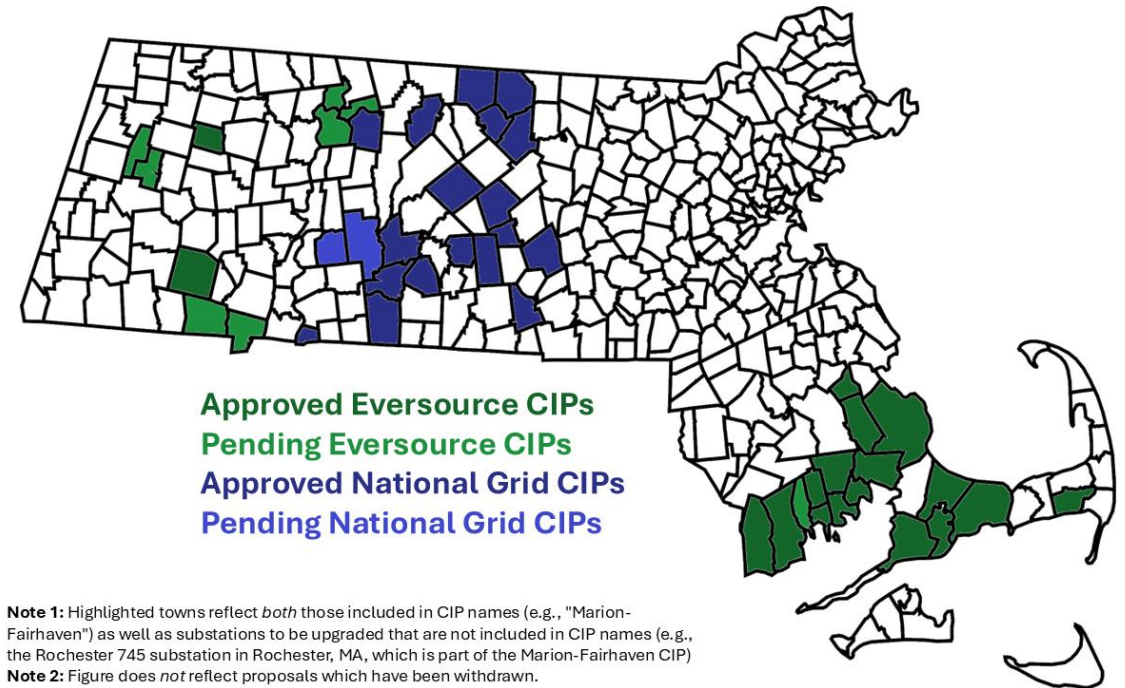 Approved Eversource CIPs
Pending Eversource CIPs
Approved National Grid CIPs
Pending National Grid CIPs
Note 1: Highlighted towns reflect both those included in CIP names (e.g., "Marion-
Fairhaven") as well as substations to be upgraded that are not included in CIP names (e.g.,
the Rochester 745 substation in Rochester, MA, which is part of the Marion-Fairhaven CIP)
Note 2: Figure does not reflect proposals which have been withdrawn.